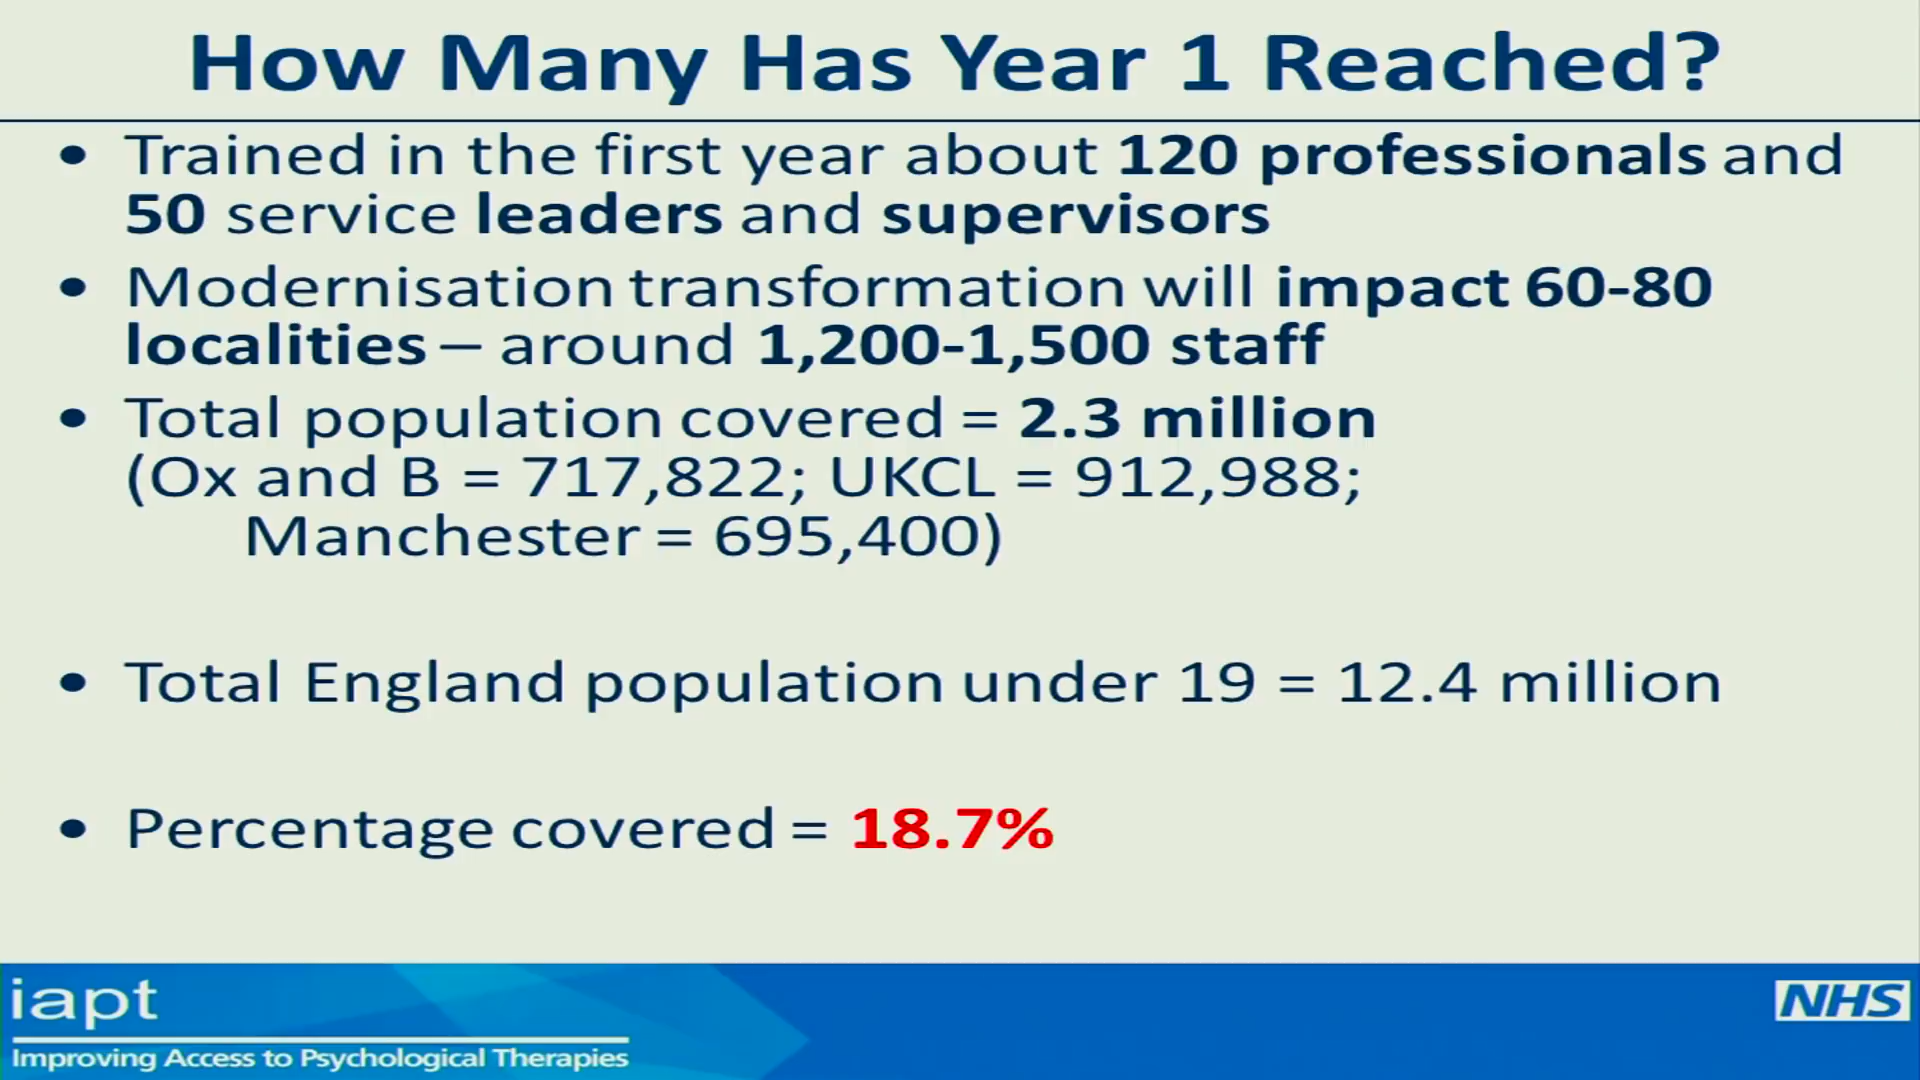 How Many Has Year 1 Reached?
• Trained in the first year about 120 professionals and
50 service leaders and supervisors
• Modernisation transformation will impact 60-80
localities – around 1,200-1,500 staff
• Total population covered = 2.3 million
(Ox and B = 717,822; UKCL = 912,988;
Manchester = 695,400)
• Total England population under 19 = 12.4 million
• Percentage covered = 18.7%
iapt
Improving Access to Psychological Therapies
NHS